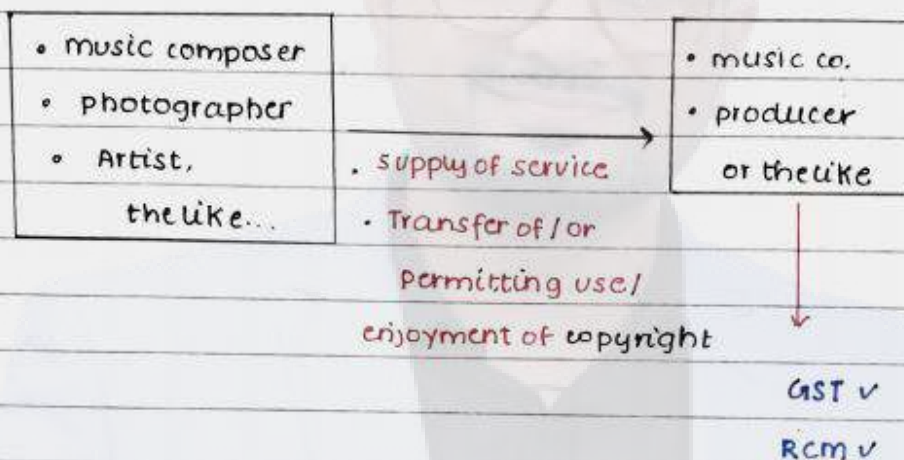 • music composer
• photographer
• Artist,
the like...
. supply of service
. Transfer of / or
permitting use/
enjoyment of copyright
• music co.
• producer
or the like
GST ✓
RCM ✓